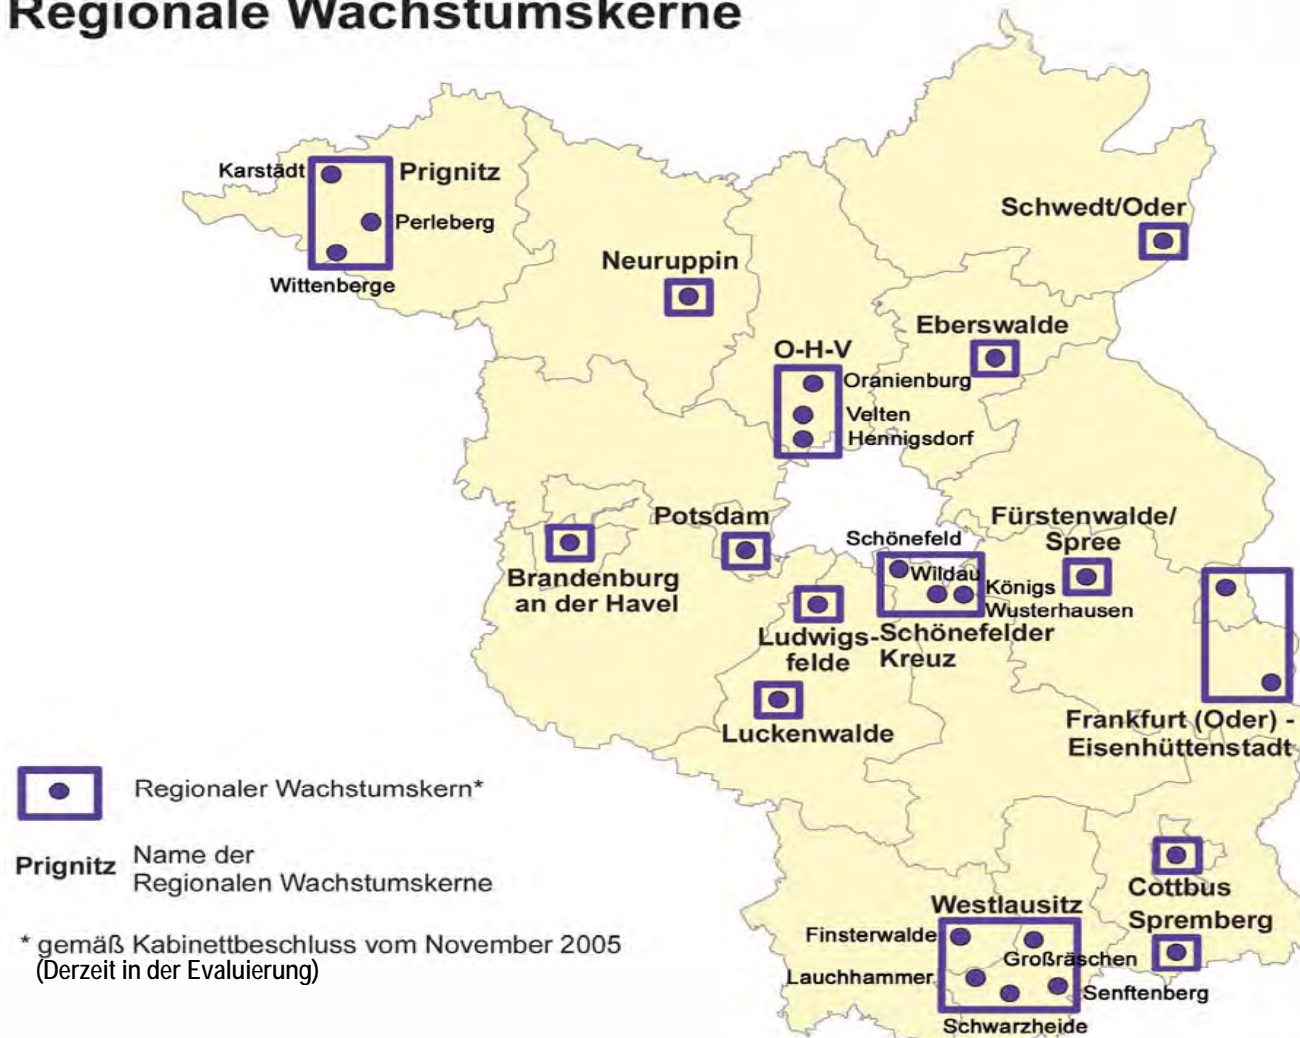 Regionale Wachstumskerne
Karstädt
Prignitz
Perleberg
Wittenberge
Schwedt/Oder
Neuruppin
Eberswalde
O-H-V
Oranienburg
Velten
Hennigsdorf
Potsdam
Schönefeld
Fürstenwalde/
Spree
Brandenburg
an der Havel
Wildau
Königs
Wusterhausen
Ludwigs-
felde
Schönefelder
Kreuz
Luckenwalde
Frankfurt (Oder) -
Eisenhüttenstadt
Regionaler Wachstumskern*
Prignitz
Name der
Regionalen Wachstumskerne
* gemäß Kabinettbeschluss vom November 2005
(Derzeit in der Evaluierung)
Cottbus
Westlausitz
Spremberg
Finsterwalde
Großräschen
Lauchhammer
Senftenberg
Schwarzheide